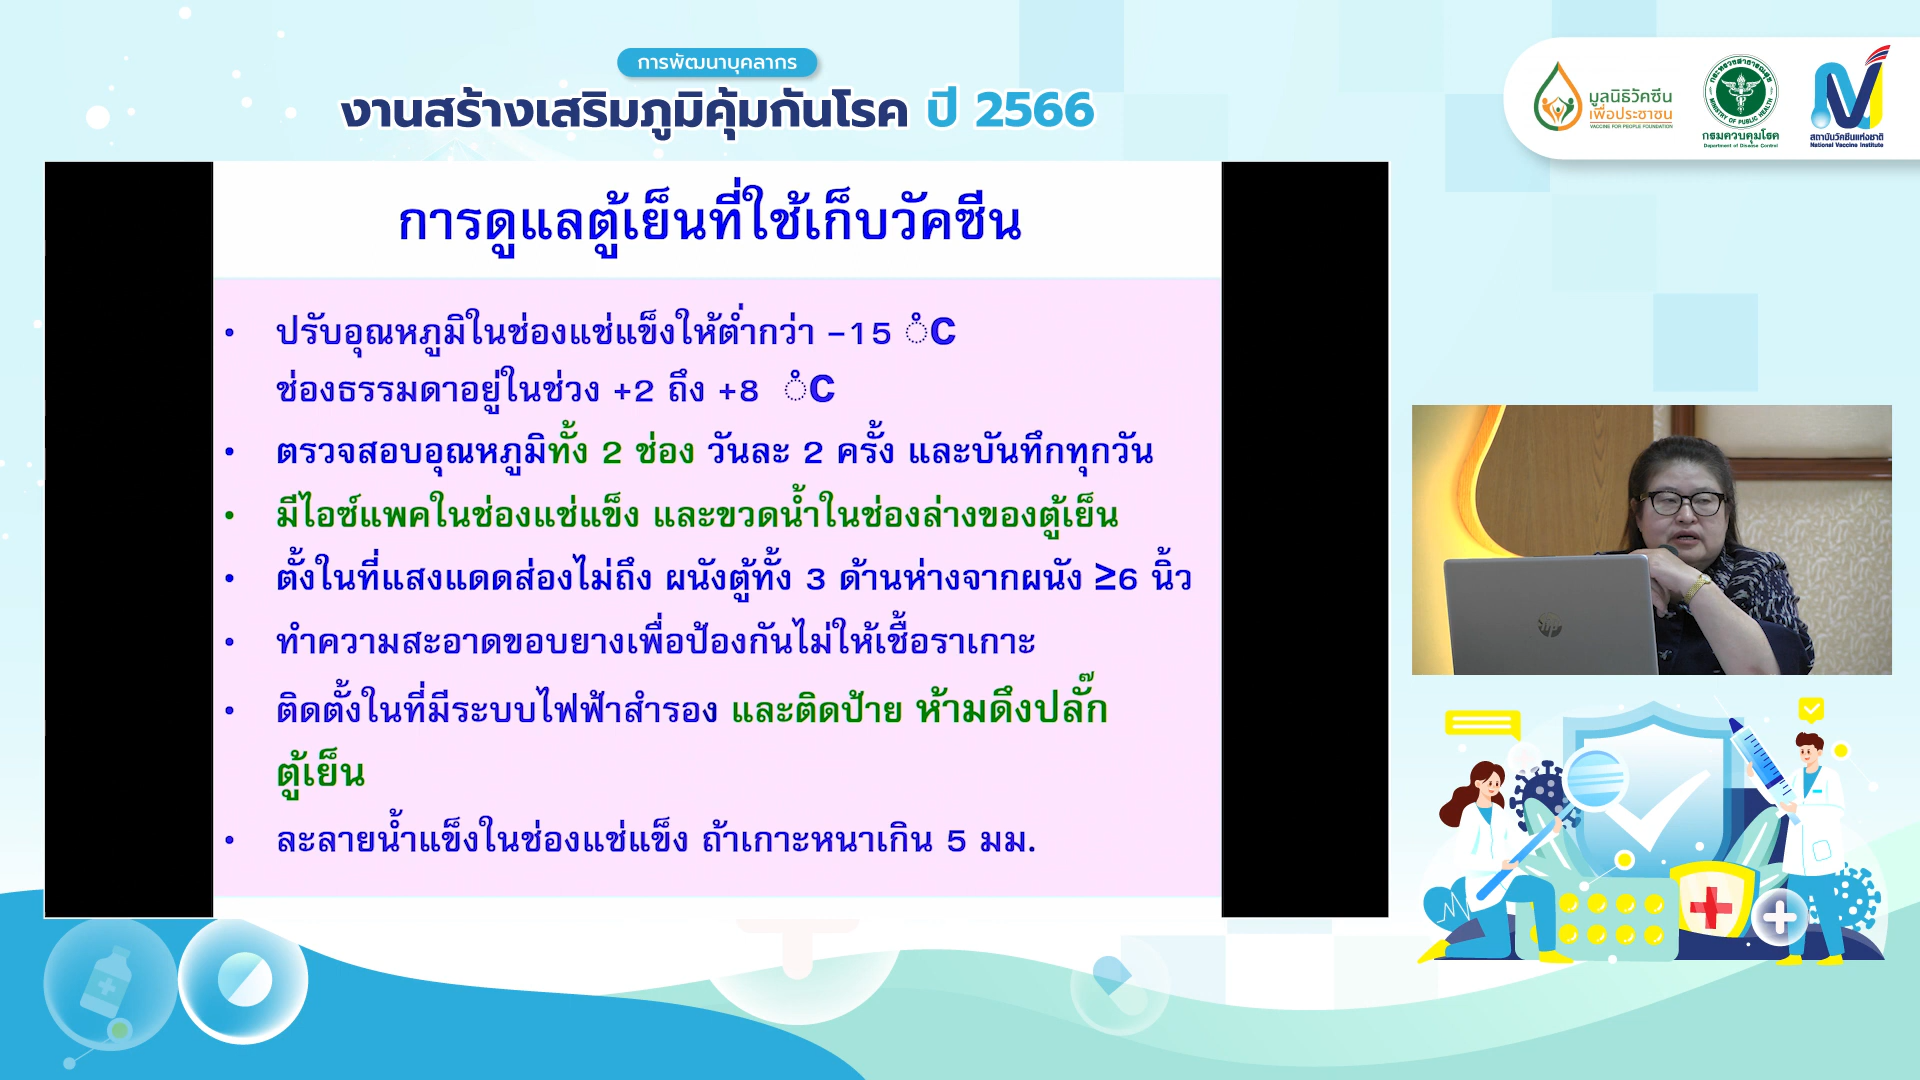 การพัฒนาบุคลากร
งานสร้างเสริมภูมิคุ้มกันโรค ปี 2566
มูลนิธิวัคซีน
เพื่อประชาชน
VACCINE FOR PEOPLE FOUNDATION
กระทรวงสาธารณสุข
MINISTRY OF PUBLIC HEALTH
กรมควบคุมโรค
Department of Disease Control
สถาบันวัคซีนแห่งชาติ
National Vaccine Institute
การดูแลตู้เย็นที่ใช้เก็บวัคซีน
• ปรับอุณหภูมิในช่องแช่แข็งให้ต่ำกว่า –15 ํC
ช่องธรรมดาอยู่ในช่วง +2 ถึง +8 ํC
• ตรวจสอบอุณหภูมิทั้ง 2 ช่อง วันละ 2 ครั้ง และบันทึกทุกวัน
• มีไอซ์แพคในช่องแช่แข็ง และขวดน้ำในช่องล่างของตู้เย็น
• ตั้งในที่แสงแดดส่องไม่ถึง ผนังตู้ทั้ง 3 ด้านห่างจากผนัง ≥6 นิ้ว
• ทำความสะอาดขอบยางเพื่อป้องกันไม่ให้เชื้อราเกาะ
• ติดตั้งในที่มีระบบไฟฟ้าสำรอง และติดป้าย ห้ามดึงปลั๊ก
ตู้เย็น
• ละลายน้ำแข็งในช่องแช่แข็ง ถ้าเกาะหนาเกิน 5 มม.
hp